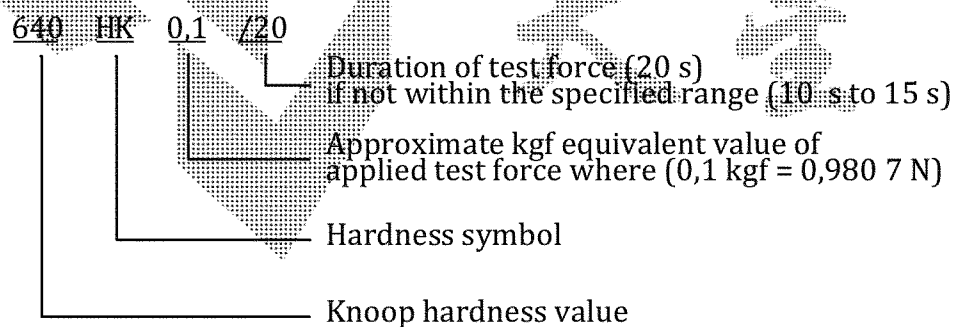 640 HK 0,1 /20
Duration of test force (20 s)
if not within the specified range (10 s to 15 s)
Approximate kgf equivalent value of
applied test force where (0,1 kgf = 0,980 7 N)
Hardness symbol
Knoop hardness value